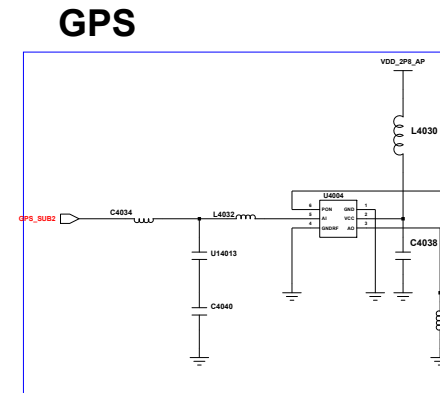 GPS
VDD_2P8_AP
L4030
U4004
GPS_SUB2
C4034
L4032
6 PON GND 1
5 AI VCC 2
4 GNDRF AO 3
U14013
C4038
C4040